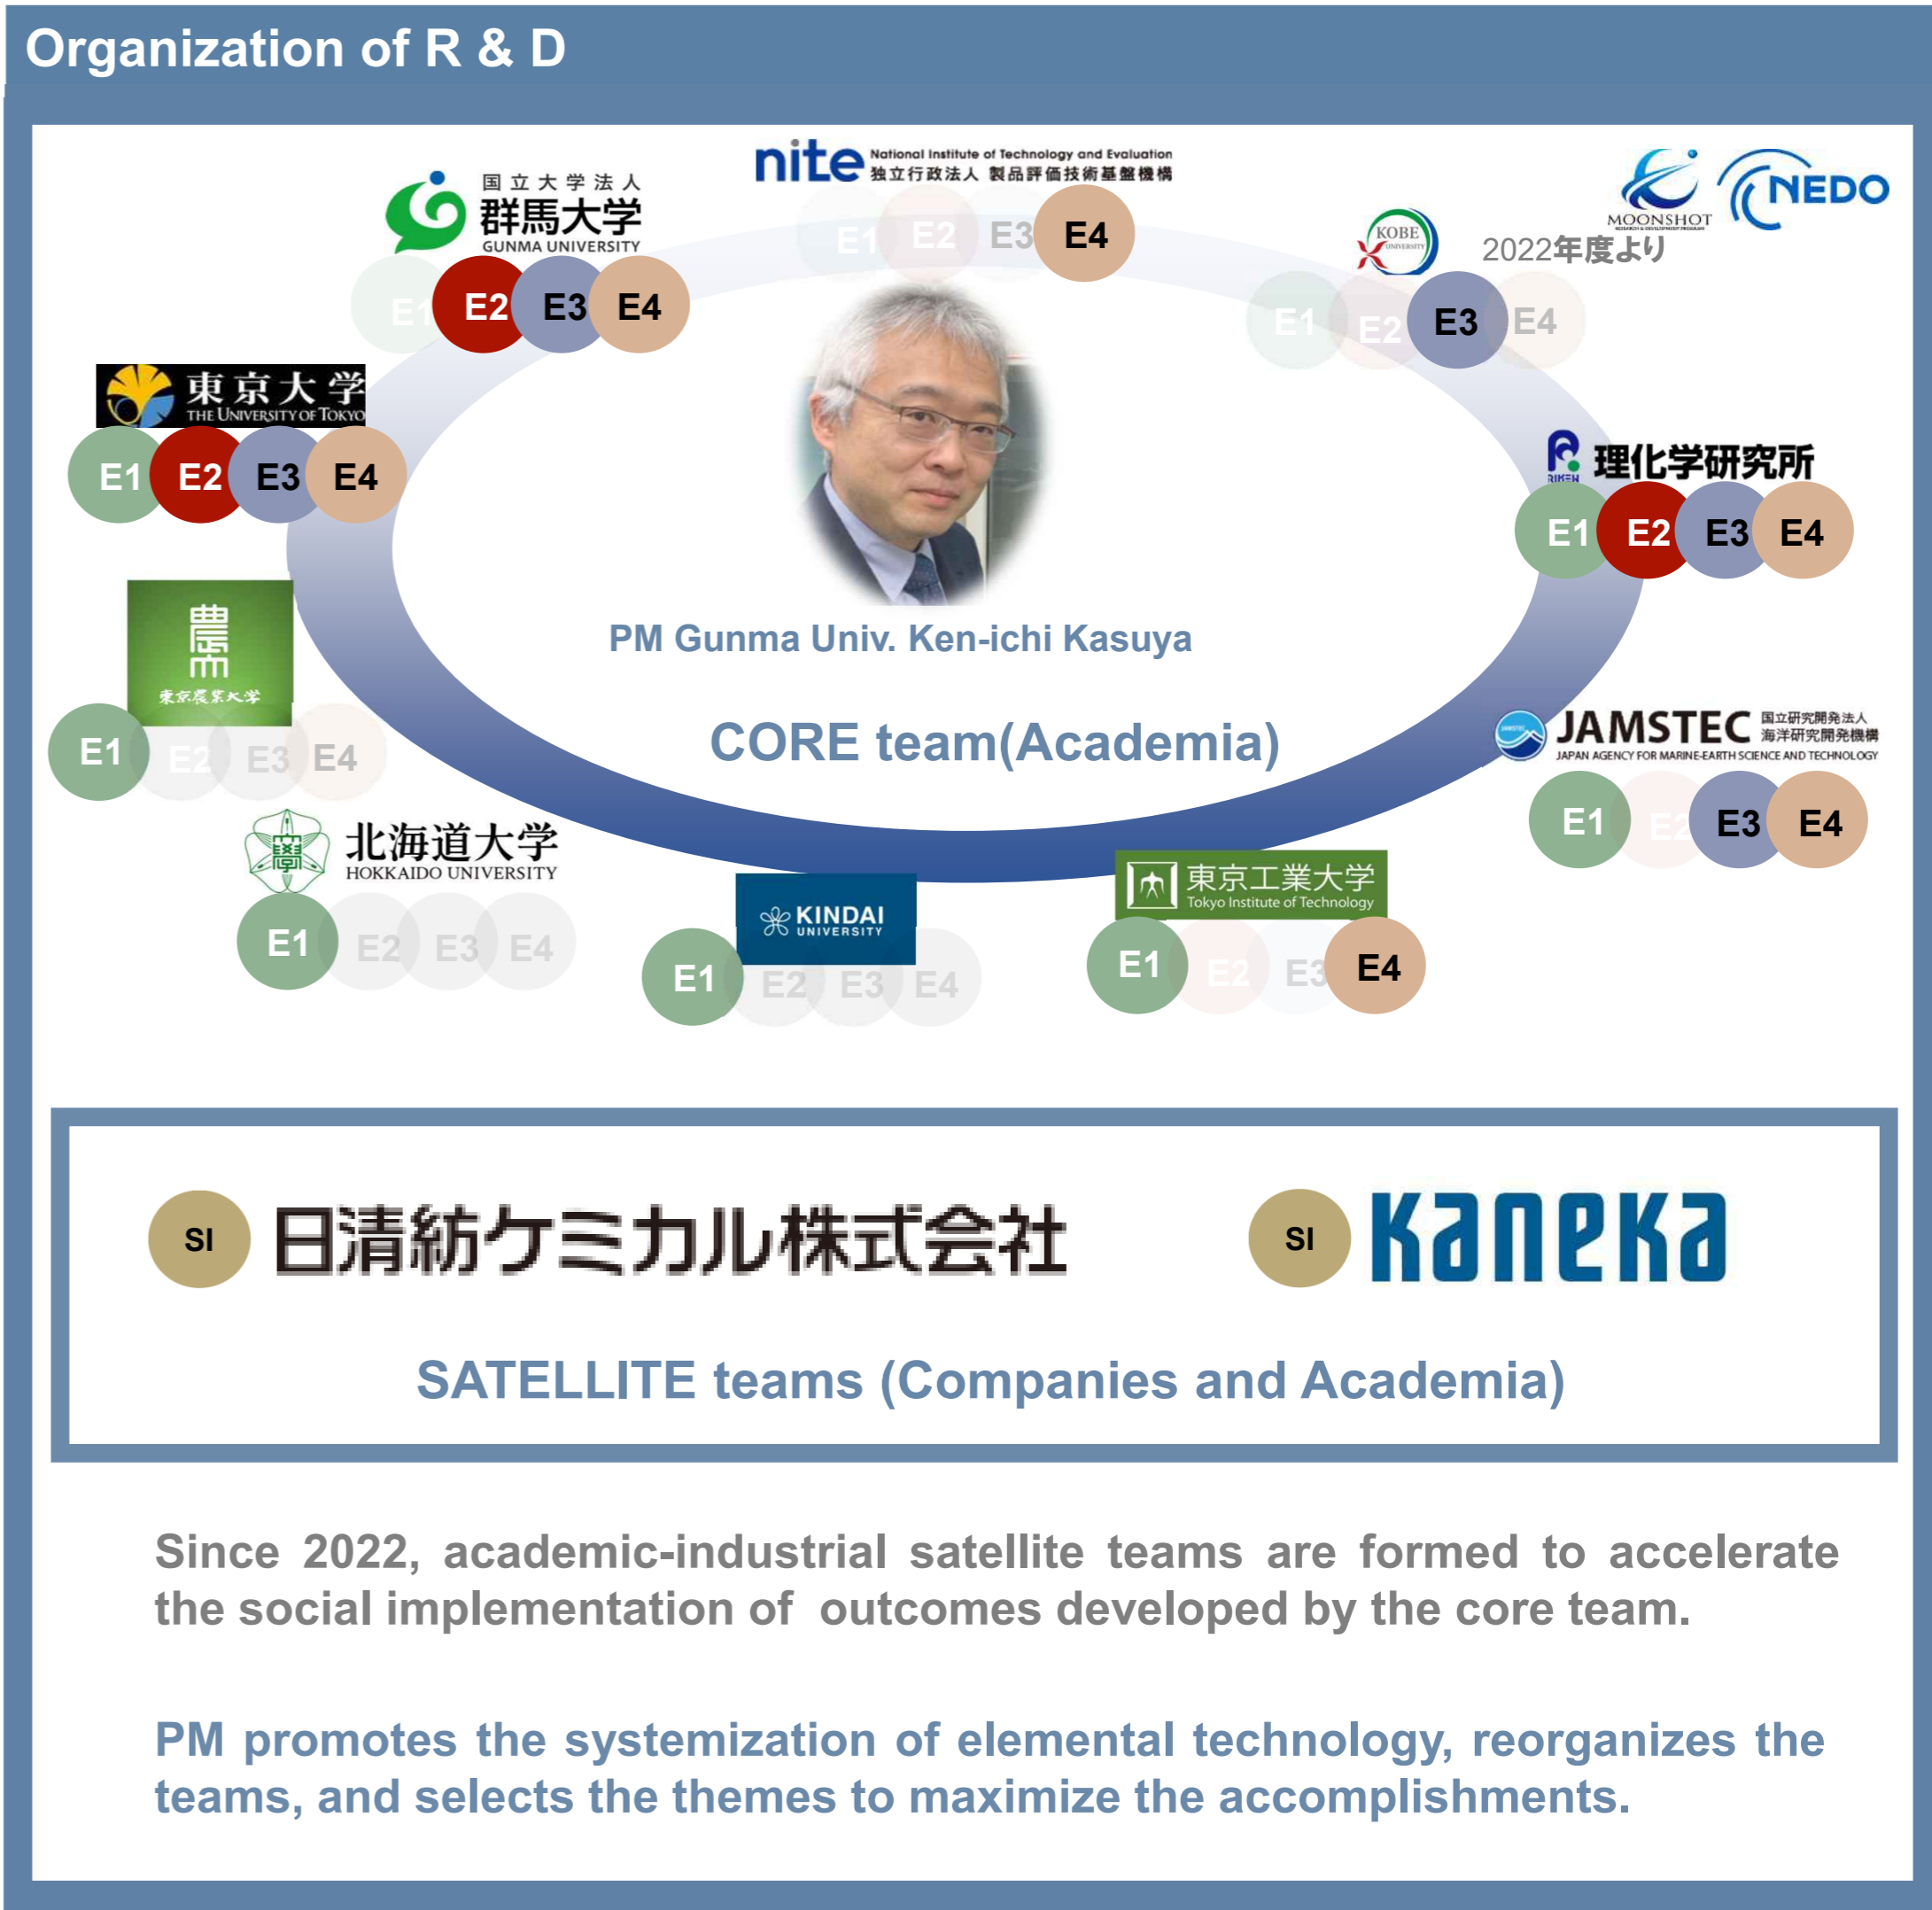 Organization of R & D
nite National Institute of Technology and Evaluation
独立行政法人 製品評価技術基盤機構
E1 E2 E3 E4
国立大学法人
群馬大学
GUNMA UNIVERSITY
E1 E2 E3 E4
KOBE
UNIVERSITY
2022年度より
E1 E2 E3 E4
MOONSHOT
RESEARCH & DEVELOPMENT PROGRAM
NEDO
東京大学
THE UNIVERSITY OF TOKYO
E1 E2 E3 E4
RIKEN
理化学研究所
E1 E2 E3 E4
PM Gunma Univ. Ken-ichi Kasuya
CORE team(Academia)
東京農業大学
E1 E2 E3 E4
JAMSTEC
JAMSTEC 国立研究開発法人
海洋研究開発機構
JAPAN AGENCY FOR MARINE-EARTH SCIENCE AND TECHNOLOGY
E1 E2 E3 E4
北海道大学
HOKKAIDO UNIVERSITY
E1 E2 E3 E4
KINDAI
UNIVERSITY
E1 E2 E3 E4
東京工業大学
Tokyo Institute of Technology
E1 E2 E3 E4
SI 日清紡ケミカル株式会社
SI kaneka
SATELLITE teams (Companies and Academia)
Since 2022, academic-industrial satellite teams are formed to accelerate
the social implementation of outcomes developed by the core team.
PM promotes the systemization of elemental technology, reorganizes the
teams, and selects the themes to maximize the accomplishments.